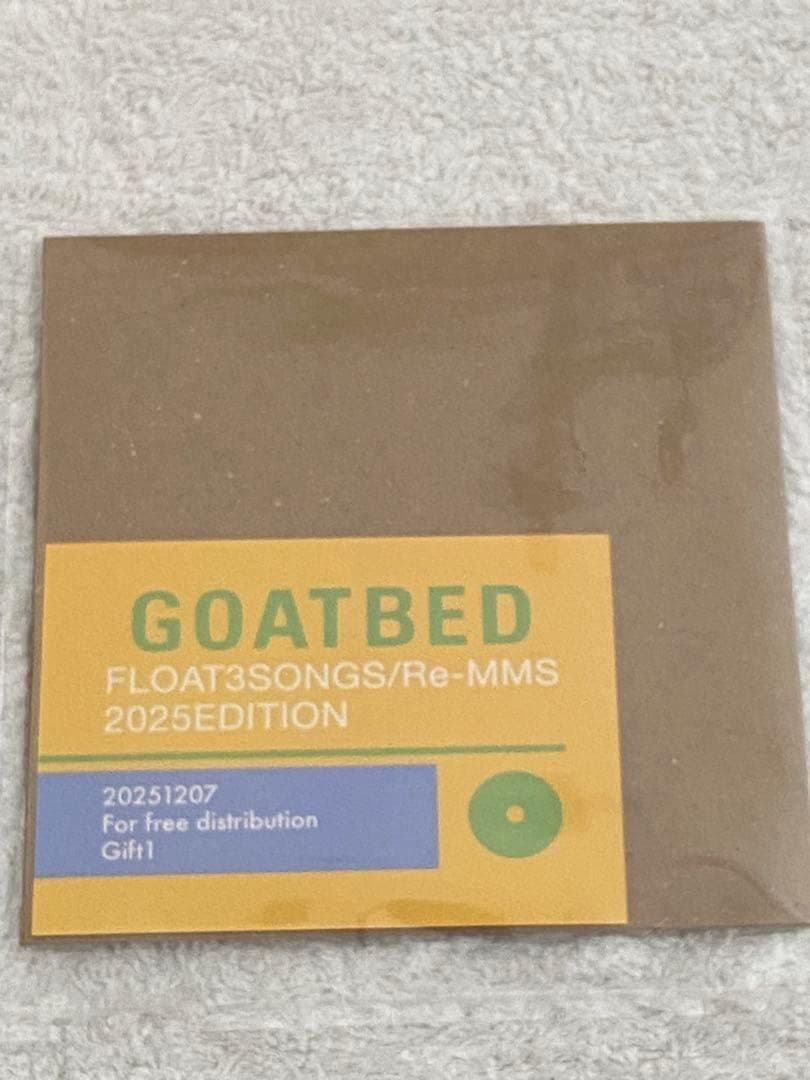 GOATBED
FLOAT3SONGS/Re-MMS
2025EDITION
20251207
For free distribution
Gift1